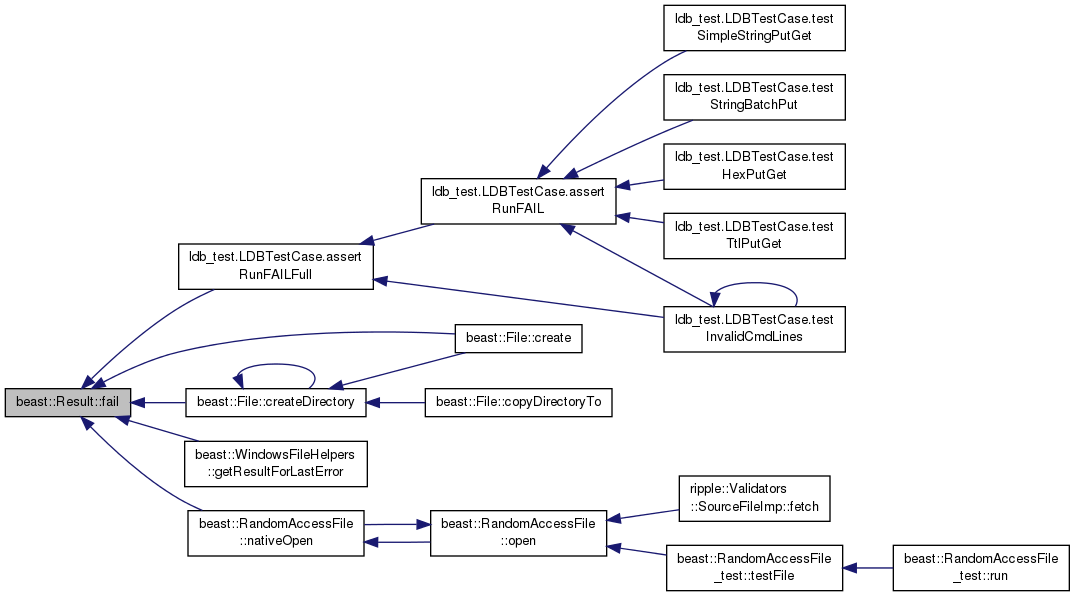 ldb_test.LDBTestCase.test
SimpleStringPutGet
ldb_test.LDBTestCase.test
StringBatchPut
ldb_test.LDBTestCase.test
HexPutGet
ldb_test.LDBTestCase.assert
RunFAIL
ldb_test.LDBTestCase.test
TtlPutGet
ldb_test.LDBTestCase.assert
RunFAILFull
ldb_test.LDBTestCase.test
InvalidCmdLines
beast::File::create
beast::Result::fail
beast::File::createDirectory
beast::File::copyDirectoryTo
beast::WindowsFileHelpers
::getResultForLastError
ripple::Validators
::SourceFileImp::fetch
beast::RandomAccessFile
::nativeOpen
beast::RandomAccessFile
::open
beast::RandomAccessFile
_test::testFile
beast::RandomAccessFile
_test::run